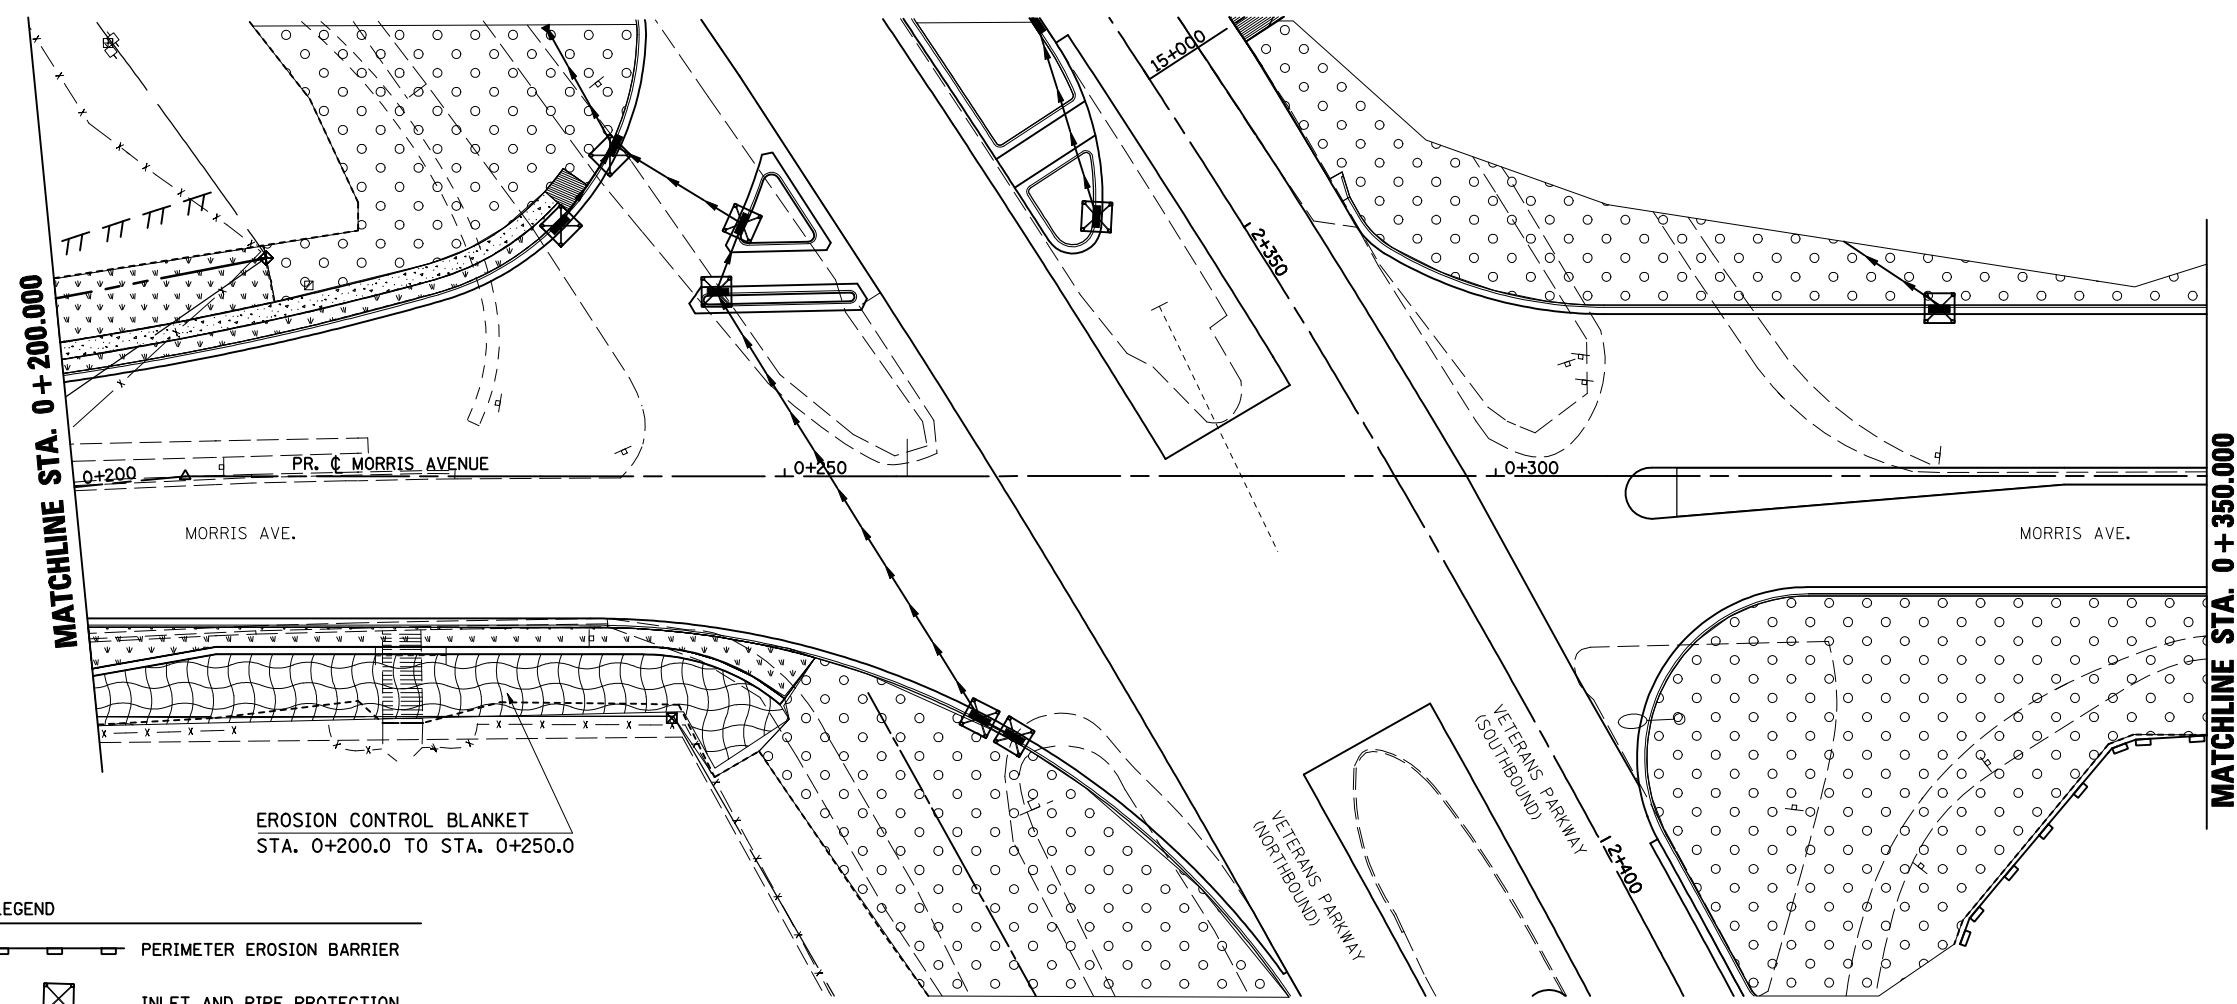 15+000
2+350
MATCHLINE STA. 0+200.000
0+200
PR. ℄ MORRIS AVENUE
0+250
0+300
MORRIS AVE.
MORRIS AVE.
MATCHLINE STA. 0+350.000
VETERANS PARKWAY
(SOUTHBOUND)
VETERANS PARKWAY
(NORTHBOUND)
2+400
EROSION CONTROL BLANKET
STA. 0+200.0 TO STA. 0+250.0
LEGEND
PERIMETER EROSION BARRIER
INLET AND PIPE PROTECTION